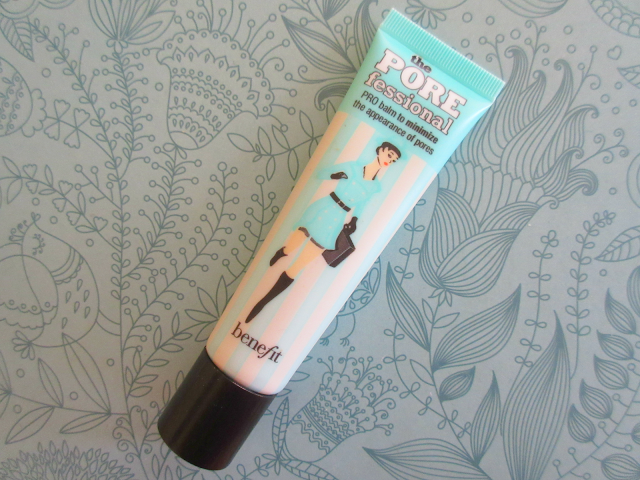 the
PORE
fessional
PRO balm to minimize
the appearance of pores
benefit